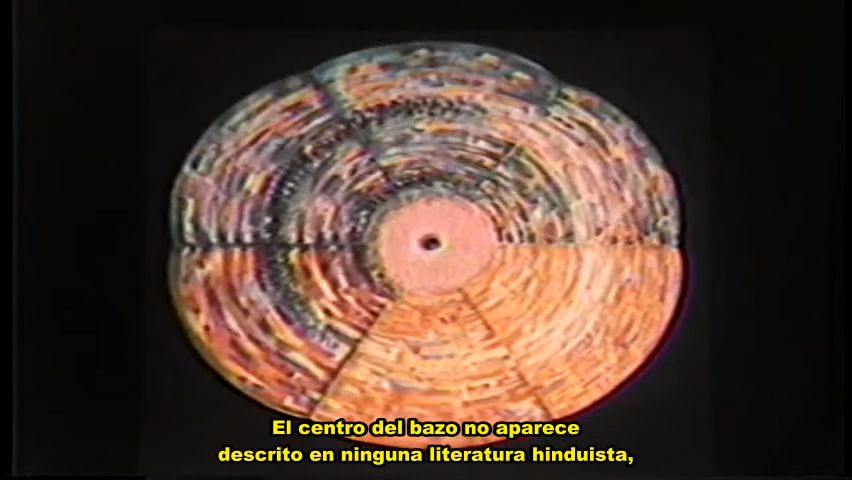 El centro del bazo no aparece
descrito en ninguna literatura hinduista,